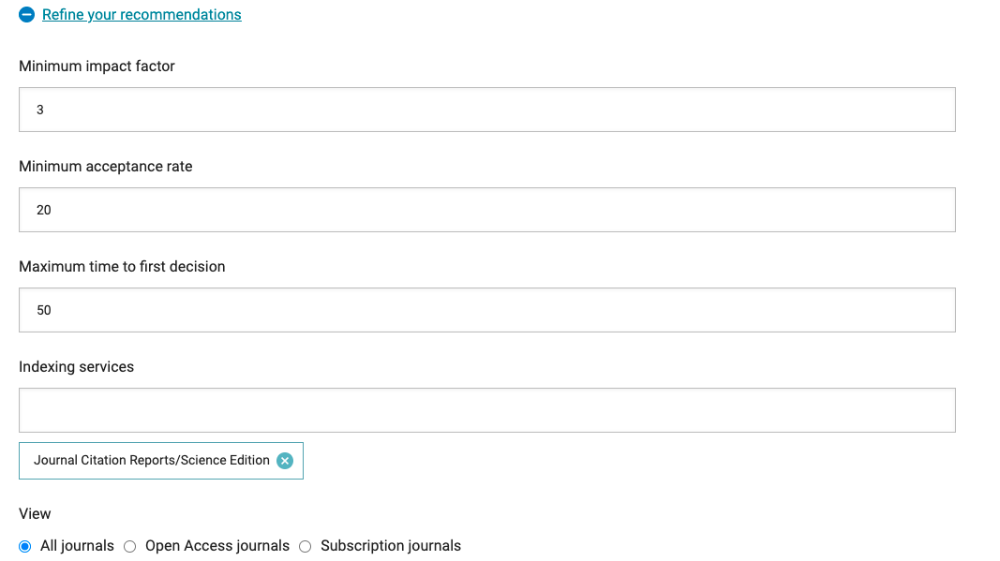 Refine your recommendations
Minimum impact factor
3
Minimum acceptance rate
20
Maximum time to first decision
50
Indexing services
Journal Citation Reports/Science Edition
View
All journals Open Access journals Subscription journals